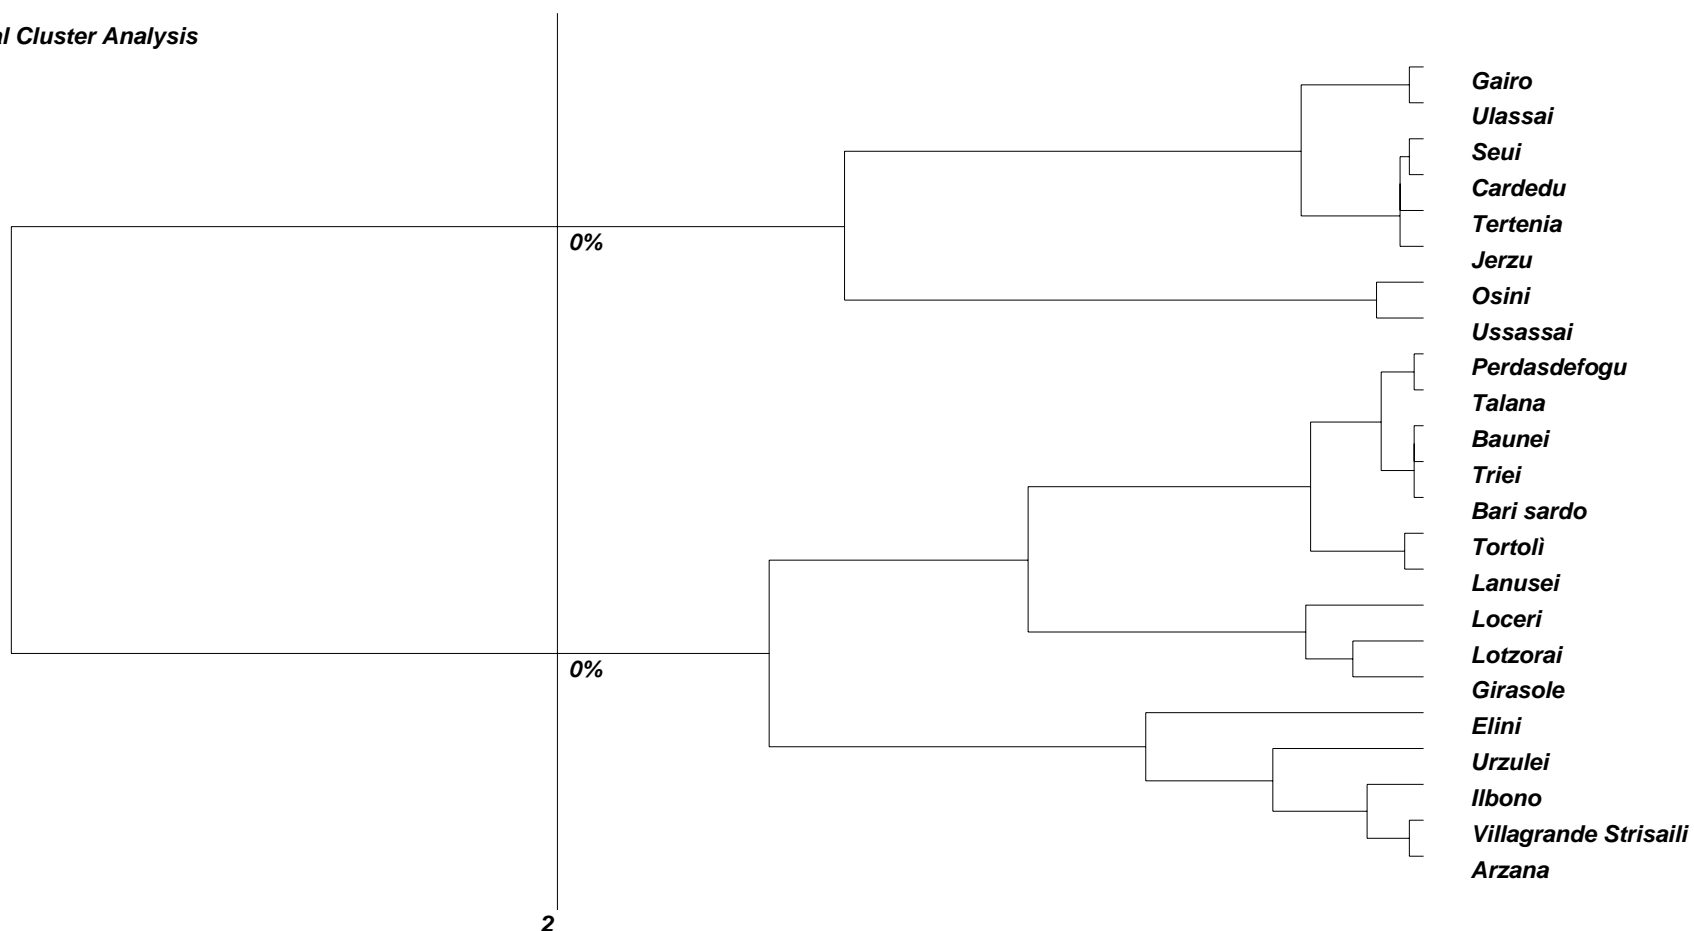 al Cluster Analysis
Gairo
Ulassai
Seui
Cardedu
Tertenia
0%
Jerzu
Osini
Ussassai
Perdasdefogu
Talana
Baunei
Triei
Bari sardo
Tortolì
Lanusei
Loceri
Lotzorai
0%
Girasole
Elini
Urzulei
Ilbono
Villagrande Strisaili
Arzana
2